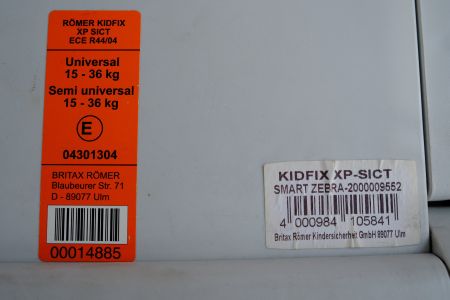 RÖMER KIDFIX
XP SICT
ECE R44/04
Universal
15 - 36 kg
Semi universal
15 - 36 kg
E
04301304
BRITAX RÖMER
Blaubeurer Str. 71
D - 89077 Ulm
00014885
KIDFIX XP-SICT
SMART ZEBRA-2000009552
4 000984 105841
Britax Römer Kindersicherheit GmbH 89077 Ulm